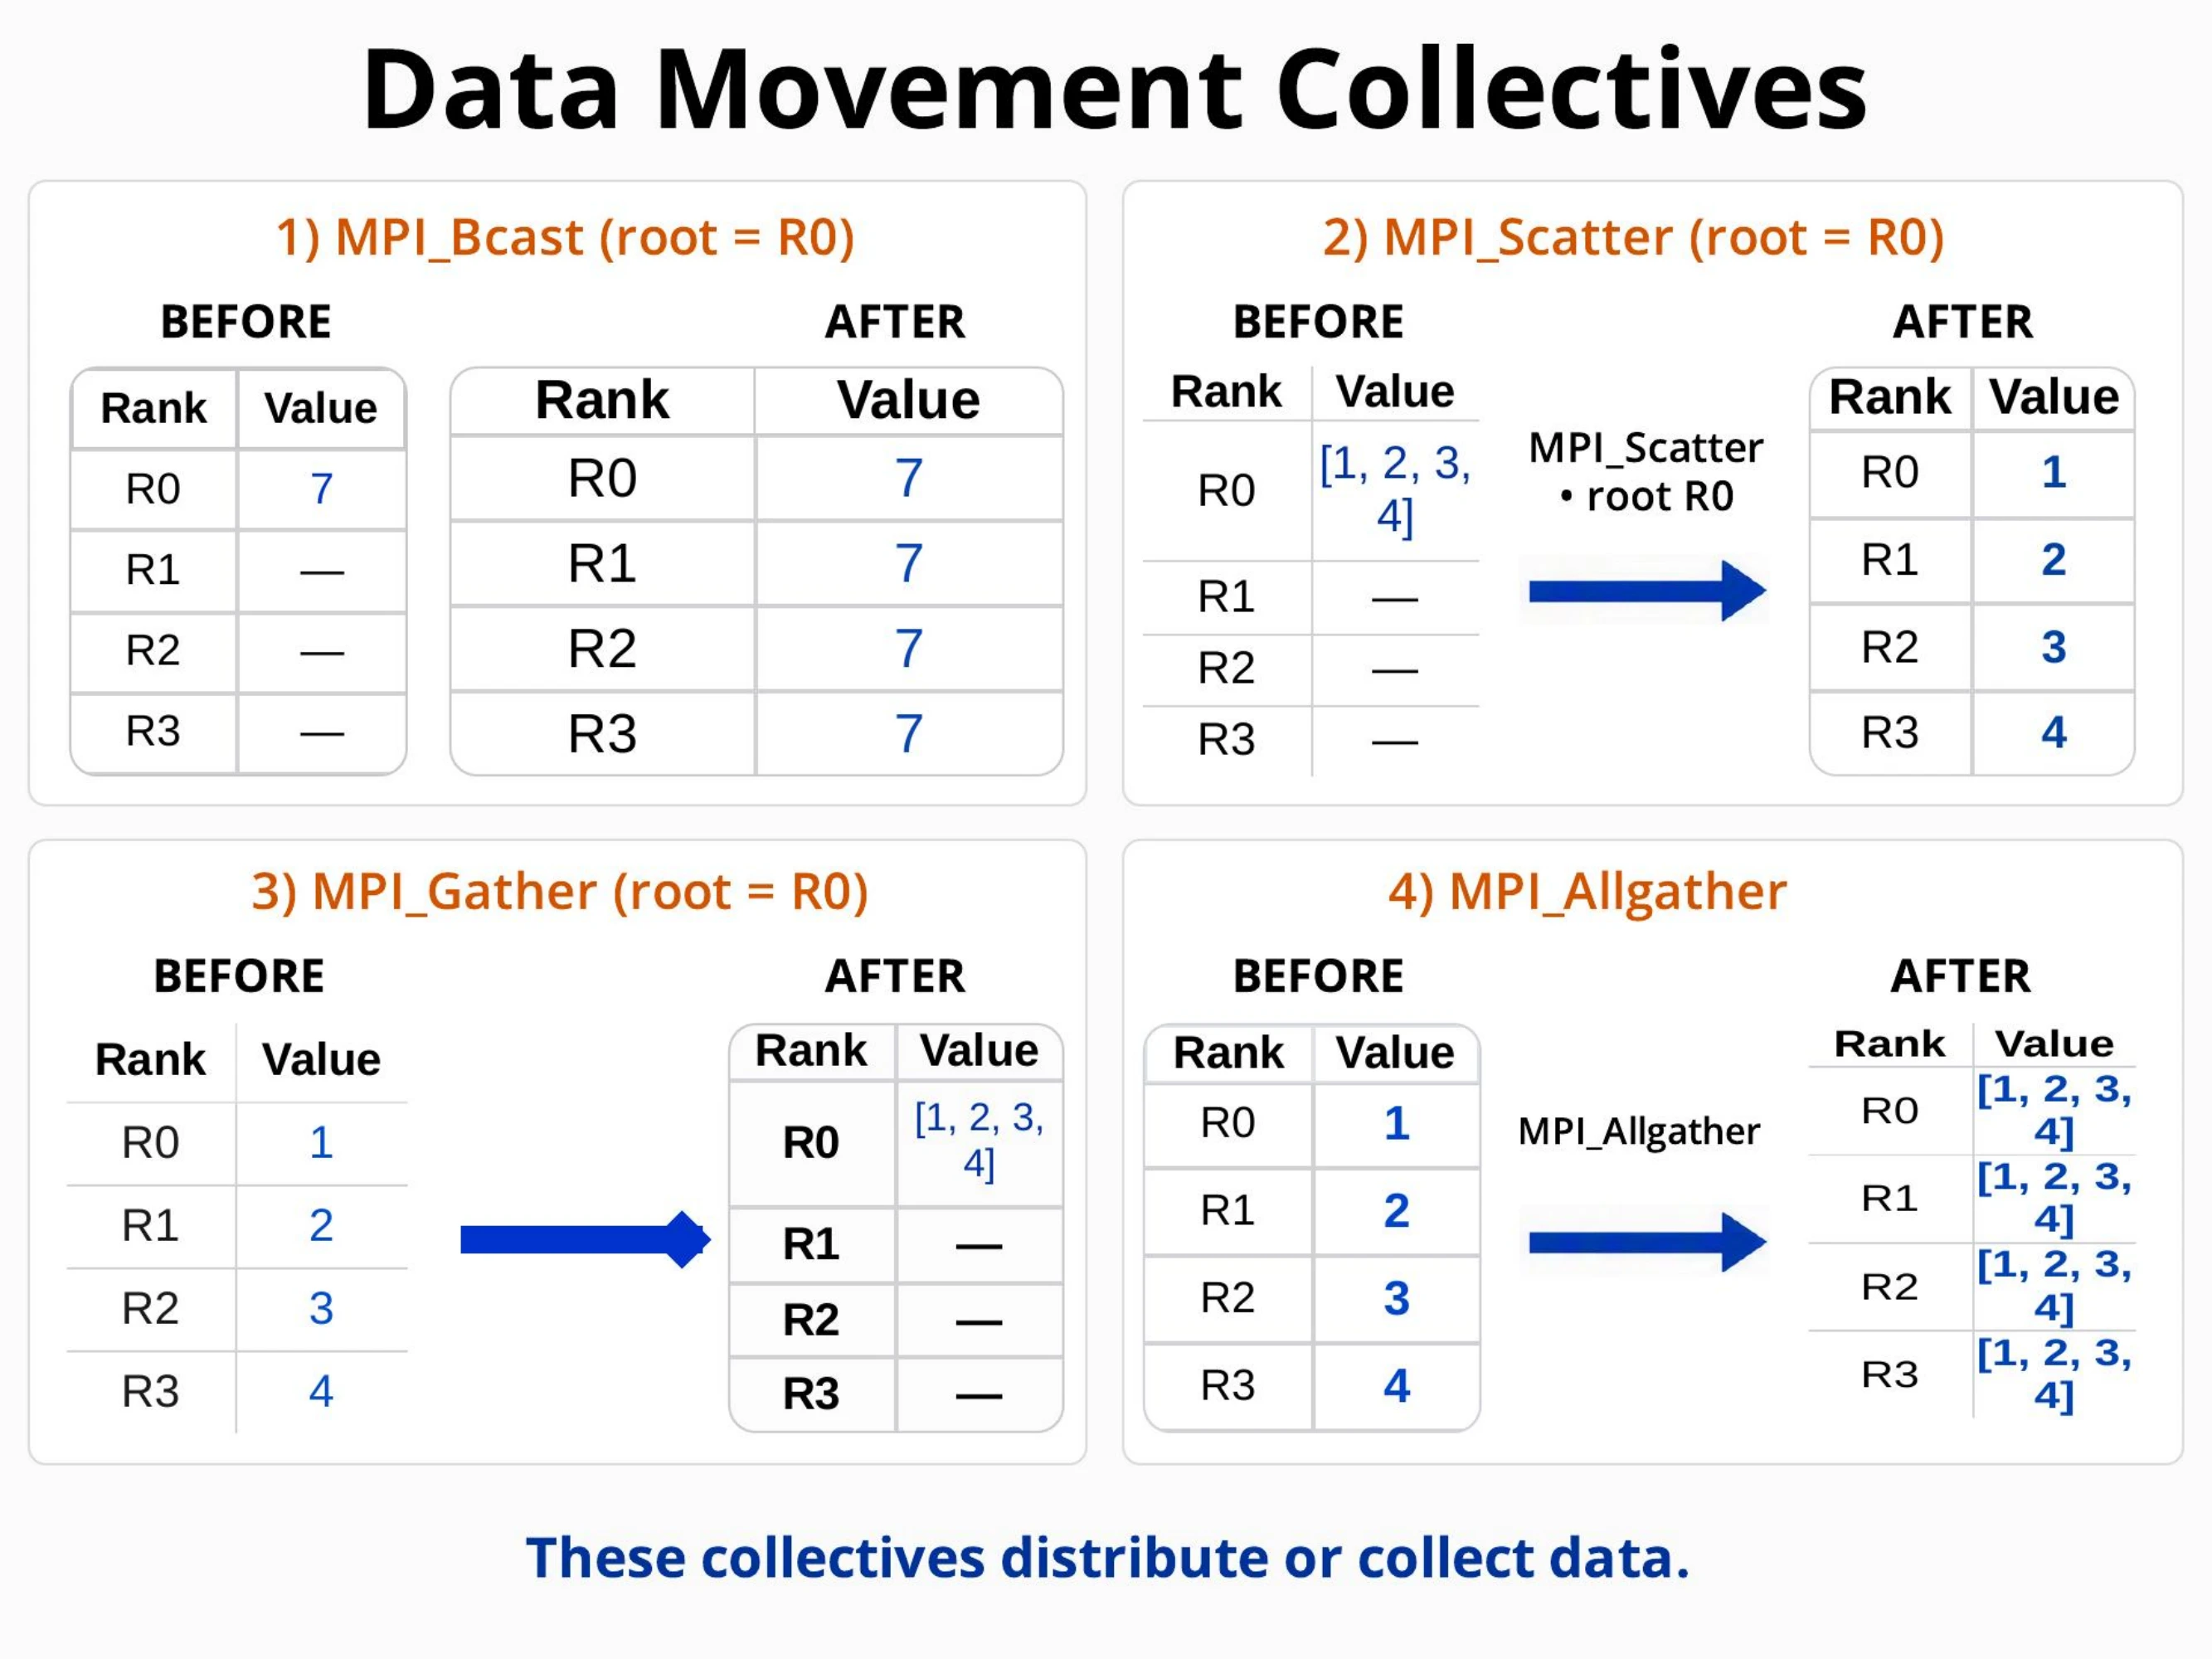 Data Movement Collectives
1) MPI_Bcast (root = R0)
BEFORE
Rank Value
R0 7
R1 —
R2 —
R3 —
AFTER
Rank Value
R0 7
R1 7
R2 7
R3 7
2) MPI_Scatter (root = R0)
BEFORE
Rank Value
R0 [1, 2, 3,
4]
R1 —
R2 —
R3 —
MPI_Scatter
• root R0
AFTER
Rank Value
R0 1
R1 2
R2 3
R3 4
3) MPI_Gather (root = R0)
BEFORE
Rank Value
R0 1
R1 2
R2 3
R3 4
AFTER
Rank Value
R0 [1, 2, 3,
4]
R1 —
R2 —
R3 —
4) MPI_Allgather
BEFORE
Rank Value
R0 1
R1 2
R2 3
R3 4
MPI_Allgather
AFTER
Rank Value
R0 [1, 2, 3,
4]
R1 [1, 2, 3,
4]
R2 [1, 2, 3,
4]
R3 [1, 2, 3,
4]
These collectives distribute or collect data.